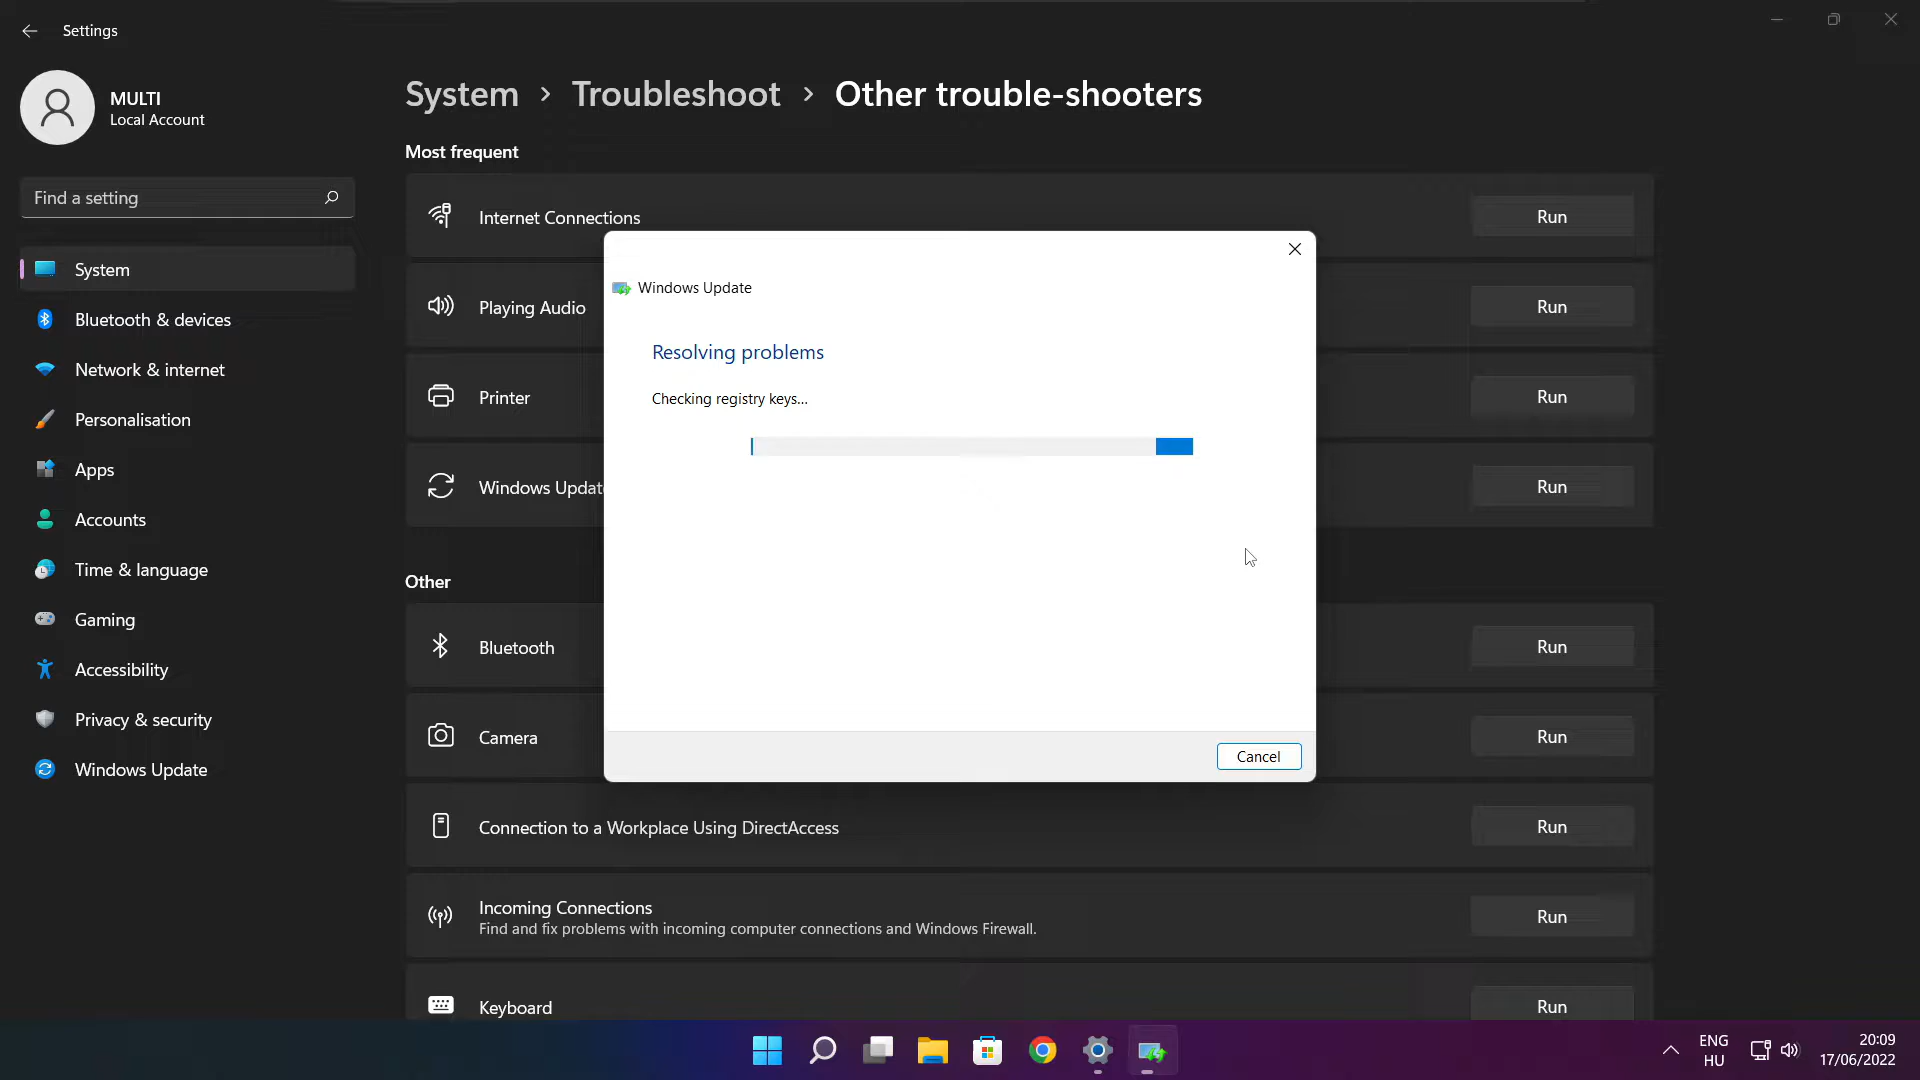 Settings
MULTI
Local Account
Find a setting
System
Bluetooth & devices
Network & internet
Personalisation
Apps
Accounts
Time & language
Gaming
Accessibility
Privacy & security
Windows Update
System > Troubleshoot > Other trouble-shooters
Most frequent
Internet Connections
Run
Playing Audio
Run
Printer
Run
Windows Update
Run
Windows Update
Resolving problems
Checking registry keys...
Cancel
Other
Bluetooth
Run
Camera
Run
Connection to a Workplace Using DirectAccess
Run
Incoming Connections
Find and fix problems with incoming computer connections and Windows Firewall.
Run
Keyboard
Run
ENG
HU
20:09
17/06/2022